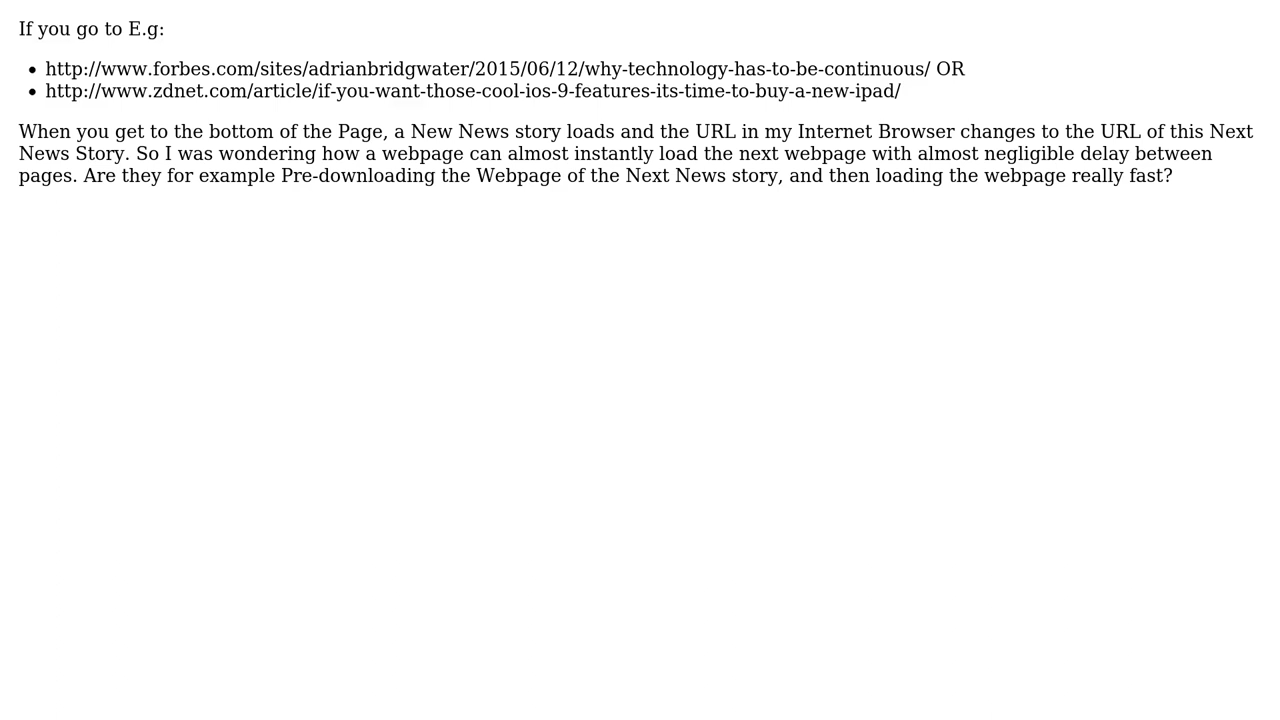 If you go to E.g:
• http://www.forbes.com/sites/adrianbridgwater/2015/06/12/why-technology-has-to-be-continuous/ OR
• http://www.zdnet.com/article/if-you-want-those-cool-ios-9-features-its-time-to-buy-a-new-ipad/
When you get to the bottom of the Page, a New News story loads and the URL in my Internet Browser changes to the URL of this Next
News Story. So I was wondering how a webpage can almost instantly load the next webpage with almost negligible delay between
pages. Are they for example Pre-downloading the Webpage of the Next News story, and then loading the webpage really fast?